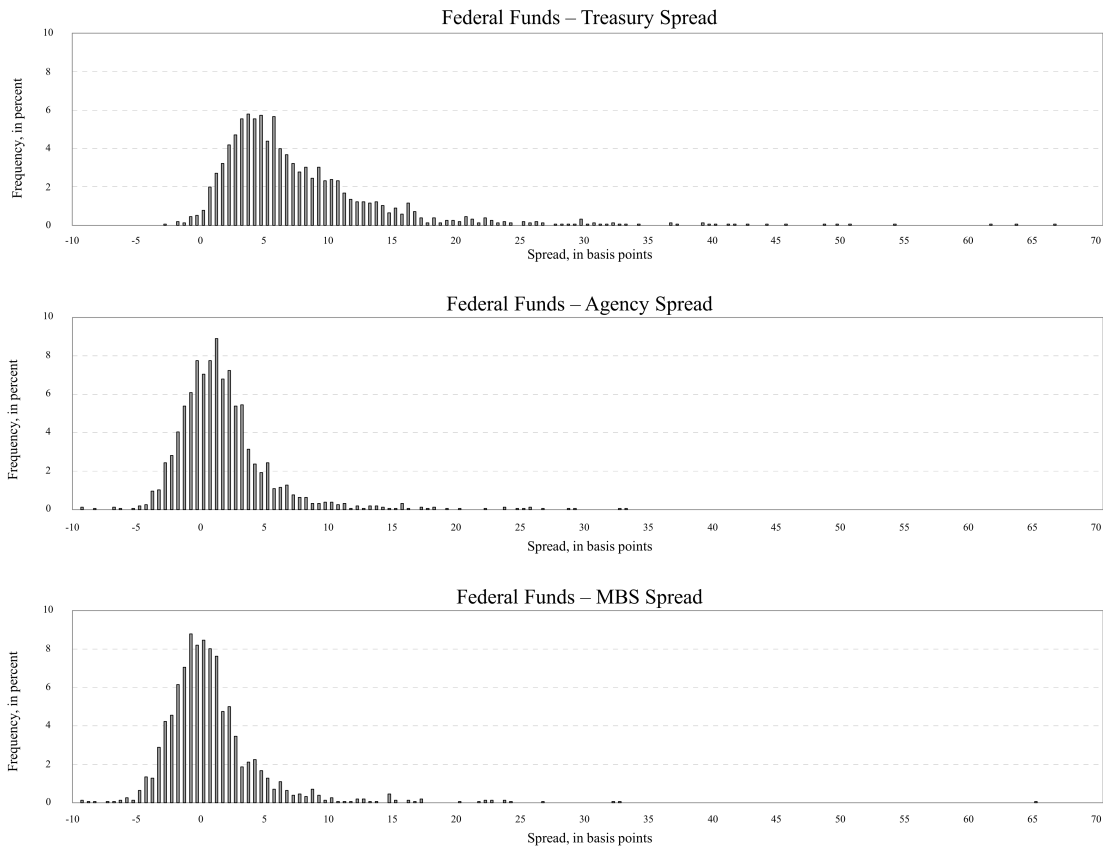 Federal Funds – Treasury Spread
Frequency, in percent
10
8
6
4
2
0
-10 -5 0 5 10 15 20 25 30 35 40 45 50 55 60 65 70
Spread, in basis points
Federal Funds – Agency Spread
Frequency, in percent
10
8
6
4
2
0
-10 -5 0 5 10 15 20 25 30 35 40 45 50 55 60 65 70
Spread, in basis points
Federal Funds – MBS Spread
Frequency, in percent
10
8
6
4
2
0
-10 -5 0 5 10 15 20 25 30 35 40 45 50 55 60 65 70
Spread, in basis points